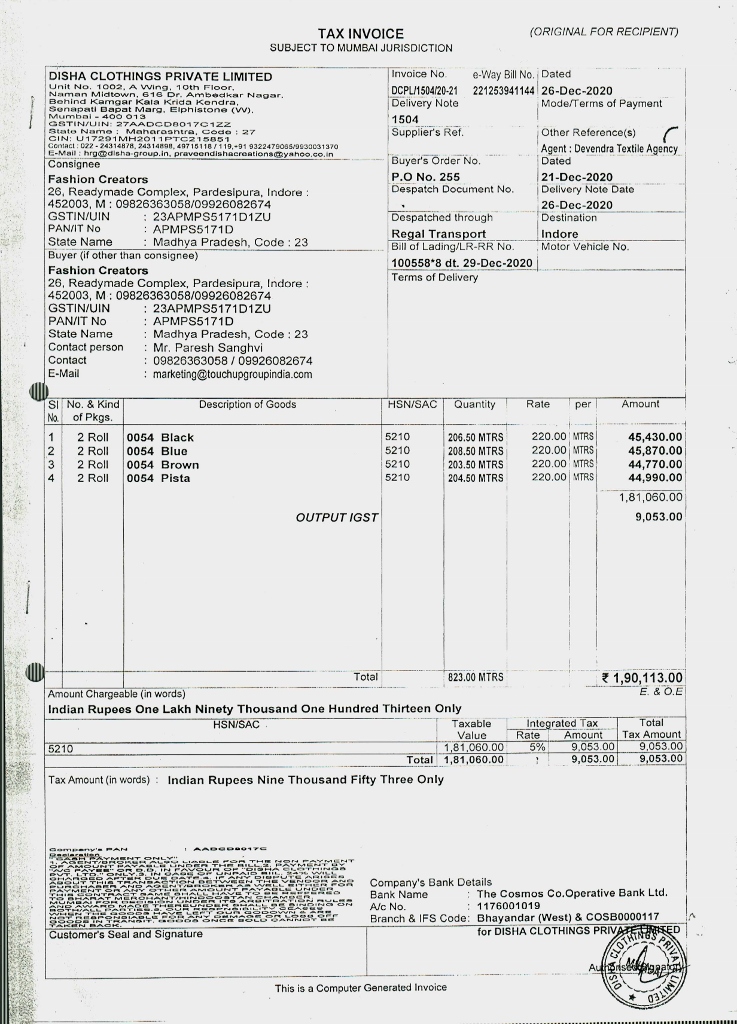 TAX INVOICE
(ORIGINAL FOR RECIPIENT)
SUBJECT TO MUMBAI JURISDICTION
DISHA CLOTHINGS PRIVATE LIMITED
Unit No. 1002, A Wing, 10th Floor,
Naman Midtown, 616 Dr. Ambedkar Nagar,
Behind Kamgar Kala Krida Kendra,
Senapati Bapat Marg, Elphistone (W),
Mumbai - 400 013
GSTIN/UIN: 27AADCD8017C1ZZ
State Name : Maharashtra, Code : 27
CIN: U17291MH2011PTC215851
Contact : 022 - 24314878, 24314898, 49715118 / 119,+91 9322479065/9930031370
E-Mail : hrg@disha-group.in, praveendishacreations@yahoo.co.in
Invoice No. e-Way Bill No. Dated
DCPL/1504/20-21 221253941144 26-Dec-2020
Delivery Note Mode/Terms of Payment
1504
Supplier's Ref. Other Reference(s)
Agent : Devendra Textile Agency
Buyer's Order No. Dated
P.O No. 255 21-Dec-2020
Despatch Document No. Delivery Note Date
26-Dec-2020
Despatched through Destination
Regal Transport Indore
Bill of Lading/LR-RR No. Motor Vehicle No.
100558*8 dt. 29-Dec-2020
Terms of Delivery
Consignee
Fashion Creators
26, Readymade Complex, Pardesipura, Indore :
452003, M : 09826363058/09926082674
GSTIN/UIN : 23APMPS5171D1ZU
PAN/IT No : APMPS5171D
State Name : Madhya Pradesh, Code : 23
Buyer (if other than consignee)
Fashion Creators
26, Readymade Complex, Pardesipura, Indore :
452003, M : 09826363058/09926082674
GSTIN/UIN : 23APMPS5171D1ZU
PAN/IT No : APMPS5171D
State Name : Madhya Pradesh, Code : 23
Contact person : Mr. Paresh Sanghvi
Contact : 09826363058 / 09926082674
E-Mail : marketing@touchupgroupindia.com
Sl No. No. & Kind of Pkgs. Description of Goods HSN/SAC Quantity Rate per Amount
1 2 Roll 0054 Black 5210 206.50 MTRS 220.00 MTRS 45,430.00
2 2 Roll 0054 Blue 5210 208.50 MTRS 220.00 MTRS 45,870.00
3 2 Roll 0054 Brown 5210 203.50 MTRS 220.00 MTRS 44,770.00
4 2 Roll 0054 Pista 5210 204.50 MTRS 220.00 MTRS 44,990.00
1,81,060.00
OUTPUT IGST 9,053.00
Total 823.00 MTRS ₹ 1,90,113.00
Amount Chargeable (in words) E. & O.E
Indian Rupees One Lakh Ninety Thousand One Hundred Thirteen Only
HSN/SAC Taxable Value Integrated Tax Rate Amount Total Tax Amount
5210 1,81,060.00 5% 9,053.00 9,053.00
Total 1,81,060.00 9,053.00 9,053.00
Tax Amount (in words) : Indian Rupees Nine Thousand Fifty Three Only
Company's PAN : AADCD8017C
Declaration
"CASH PAYMENT ONLY"
Company's Bank Details
Bank Name : The Cosmos Co.Operative Bank Ltd.
A/c No. : 1176001019
Branch & IFS Code: Bhayandar (West) & COSB0000117
Customer's Seal and Signature
for DISHA CLOTHINGS PRIVATE LIMITED
DISHA CLOTHINGS PRIVATE LIMITED
Authorised Signatory
This is a Computer Generated Invoice